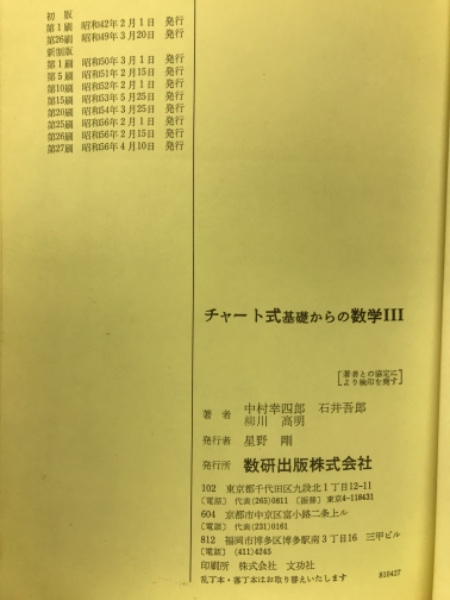 初版
第1刷 昭和42年2月1日 発行
第26刷 昭和49年3月20日 発行
新制版
第1刷 昭和50年3月1日 発行
第5刷 昭和51年2月15日 発行
第10刷 昭和52年2月1日 発行
第15刷 昭和53年5月25日 発行
第20刷 昭和54年3月25日 発行
第25刷 昭和56年2月1日 発行
第26刷 昭和56年2月15日 発行
第27刷 昭和56年4月10日 発行
チャート式基礎からの数学III
[著者との協定により検印を廃す]
著者 中村幸四郎 石井吾郎
柳川 高明
発行者 星野 剛
発行所 数研出版株式会社
102 東京都千代田区九段北1丁目12-11
〔電話〕 代表(265)0811 〔振替〕 東京4-118431
604 京都市中京区富小路二条上ル
〔電話〕 代表(231)0161
812 福岡市博多区博多駅南3丁目16 三甲ビル
〔電話〕 (411)4245
印刷所 株式会社 文功社
乱丁本・落丁本はお取り替えいたします 810427